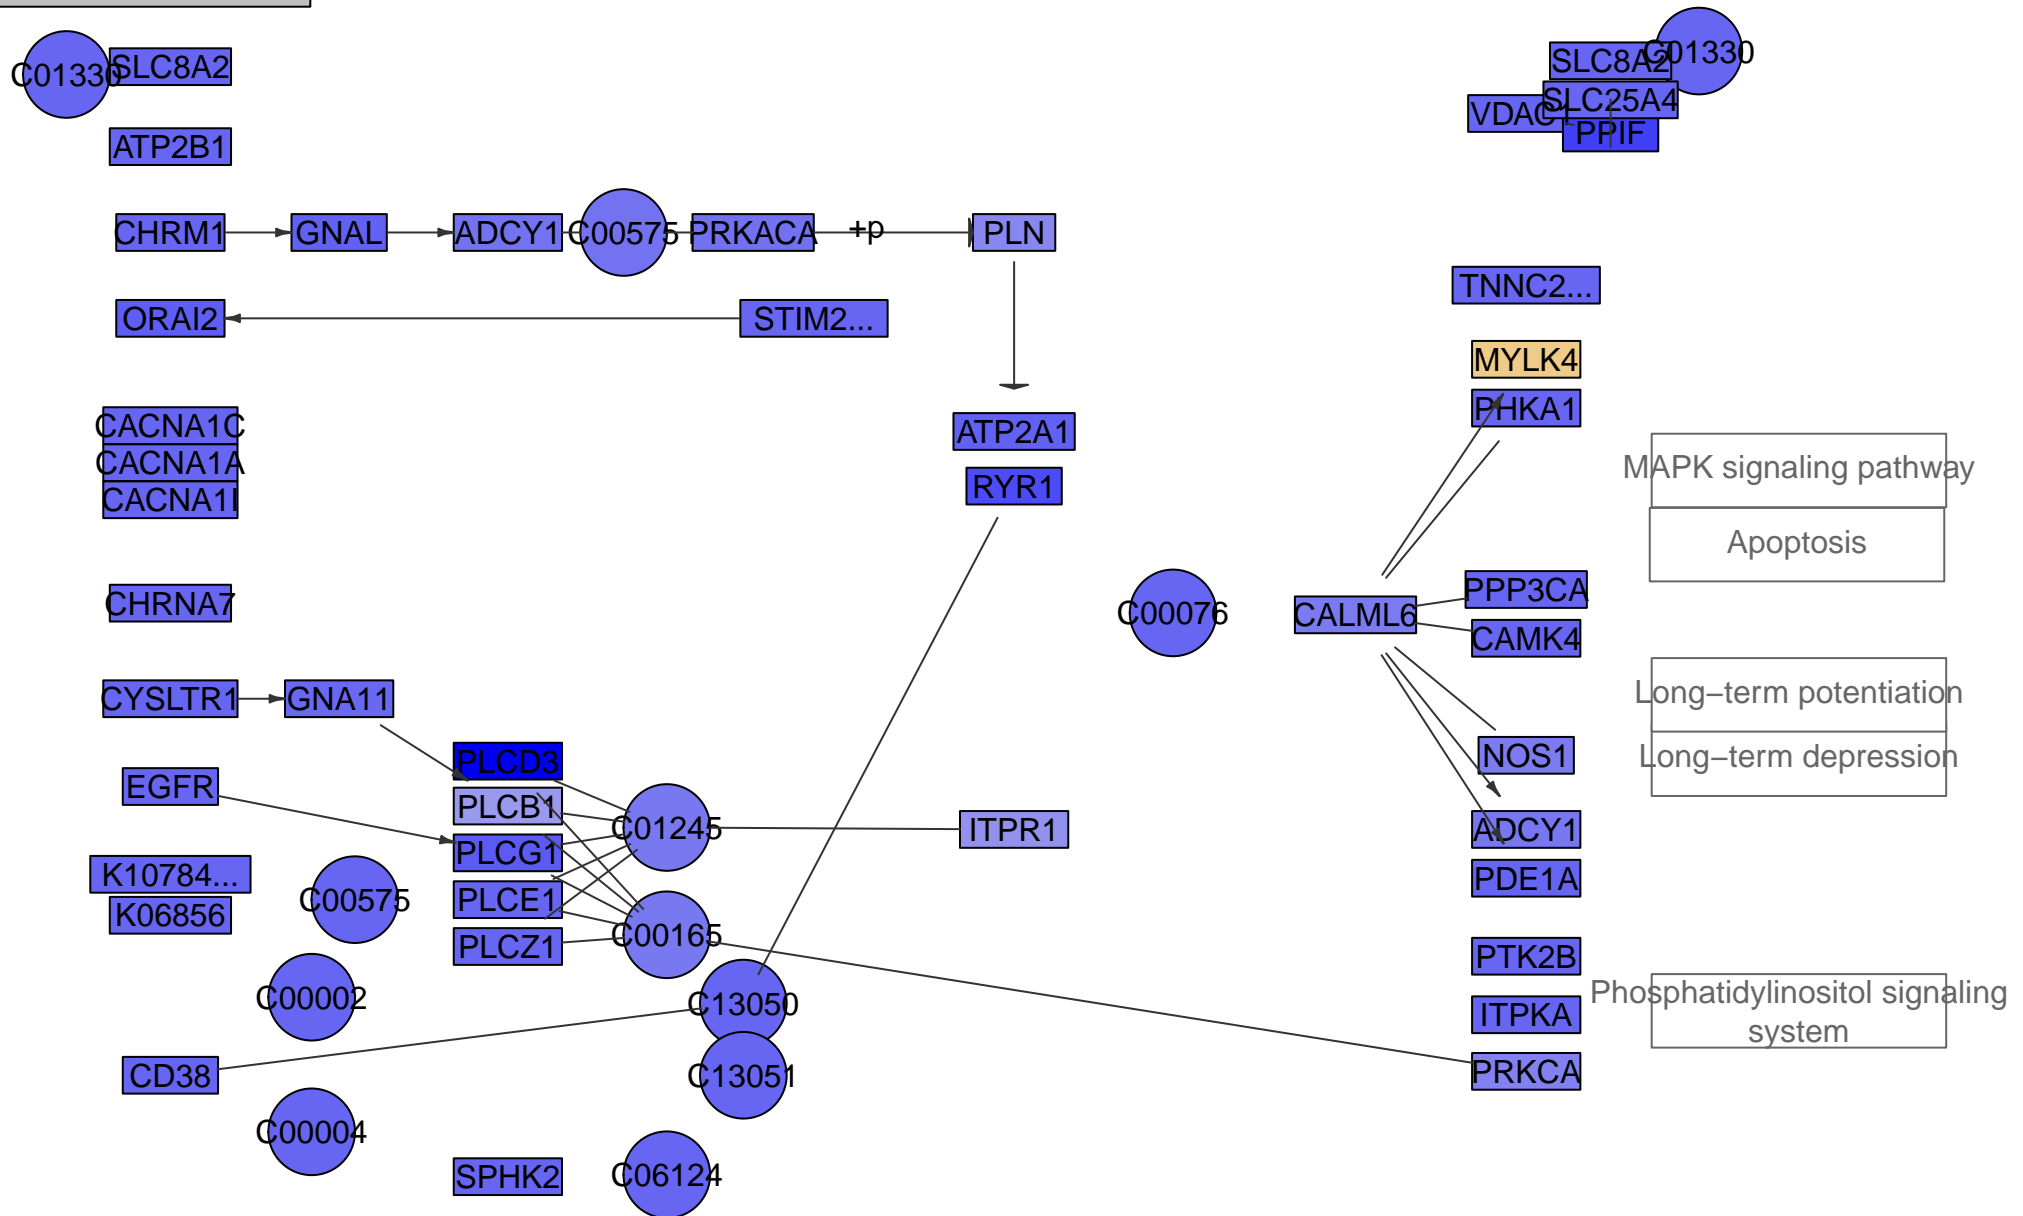 C01330
SLC8A2
SLC8A2
C01330
SLC25A4
VDAC1
PPIF
ATP2B1
CHRM1
GNAL
ADCY1
C00575
PRKACA
+p
PLN
TNNC2...
ORAI2
STIM2...
MYLK4
PHKA1
CACNA1C
CACNA1A
CACNA1I
ATP2A1
RYR1
MAPK signaling pathway
Apoptosis
CHRNA7
C00076
CALML6
PPP3CA
CAMK4
CYSLTR1
GNA11
Long−term potentiation
Long−term depression
NOS1
PLCD3
EGFR
PLCB1
C01245
ITPR1
ADCY1
PLCG1
K10784...
K06856
C00575
PLCE1
PDE1A
PLCZ1
C00165
PTK2B
C00002
C13050
ITPKA
Phosphatidylinositol signaling
system
CD38
C13051
PRKCA
C00004
SPHK2
C06124